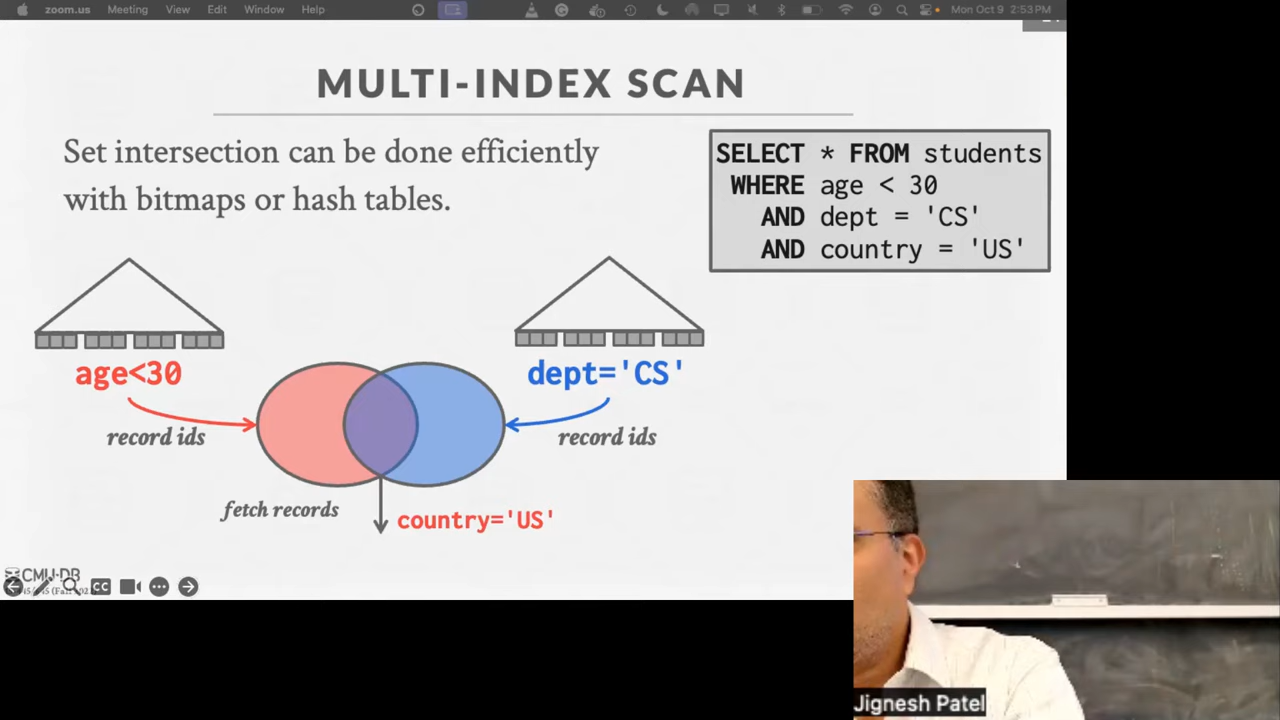 zoom.us Meeting View Edit Window Help Mon Oct 9 2:53 PM
MULTI-INDEX SCAN
Set intersection can be done efficiently
with bitmaps or hash tables.
SELECT * FROM students
WHERE age < 30
AND dept = 'CS'
AND country = 'US'
age<30
dept='CS'
record ids
record ids
fetch records
country='US'
CMU-DB
CC
Jignesh Patel